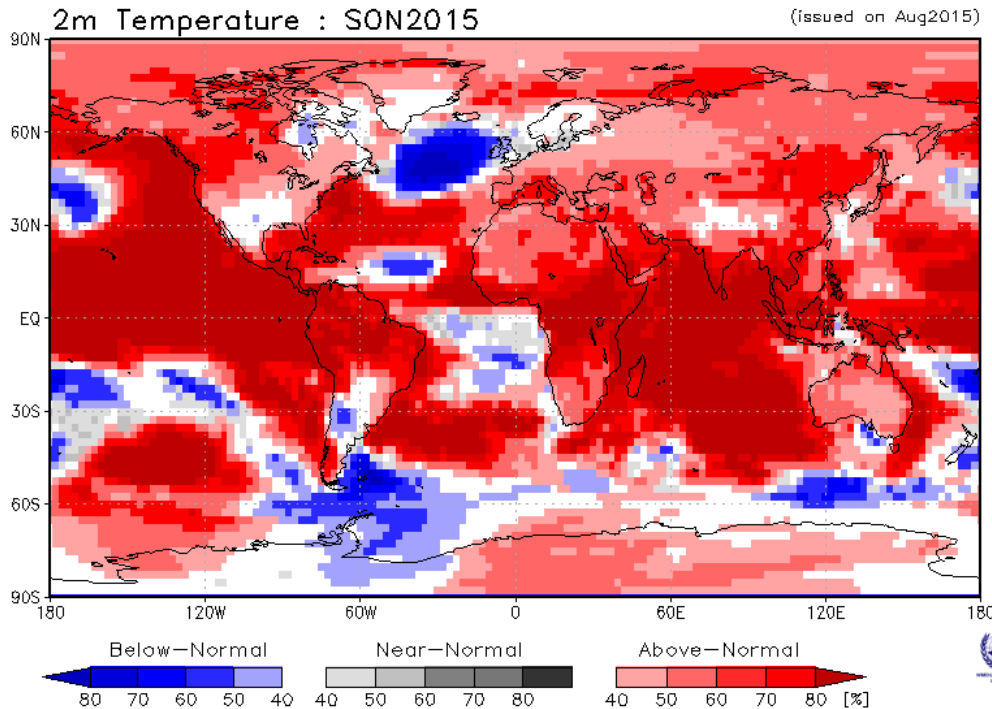 2m Temperature : SON2015
(issued on Aug2015)
90N
60N
30N
EQ
30S
60S
90S
180 120W 60W 0 60E 120E 180
Below-Normal Near-Normal Above-Normal
80 70 60 50 40 40 50 60 70 80 40 50 60 70 80 [%]